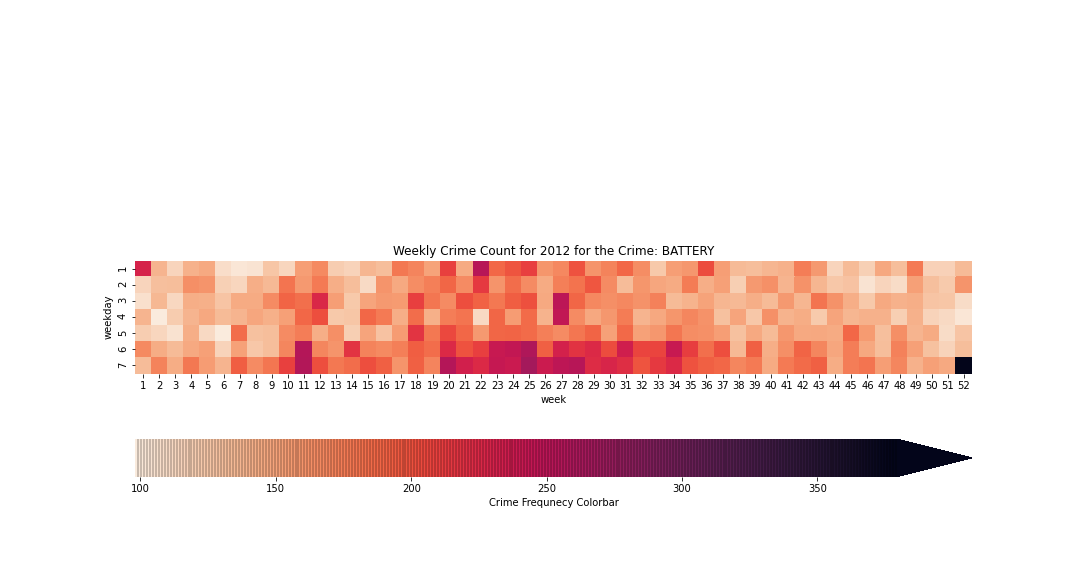 Weekly Crime Count for 2012 for the Crime: BATTERY
weekday
1
2
3
4
5
6
7
1 2 3 4 5 6 7 8 9 10 11 12 13 14 15 16 17 18 19 20 21 22 23 24 25 26 27 28 29 30 31 32 33 34 35 36 37 38 39 40 41 42 43 44 45 46 47 48 49 50 51 52
week
100 150 200 250 300 350
Crime Frequnecy Colorbar